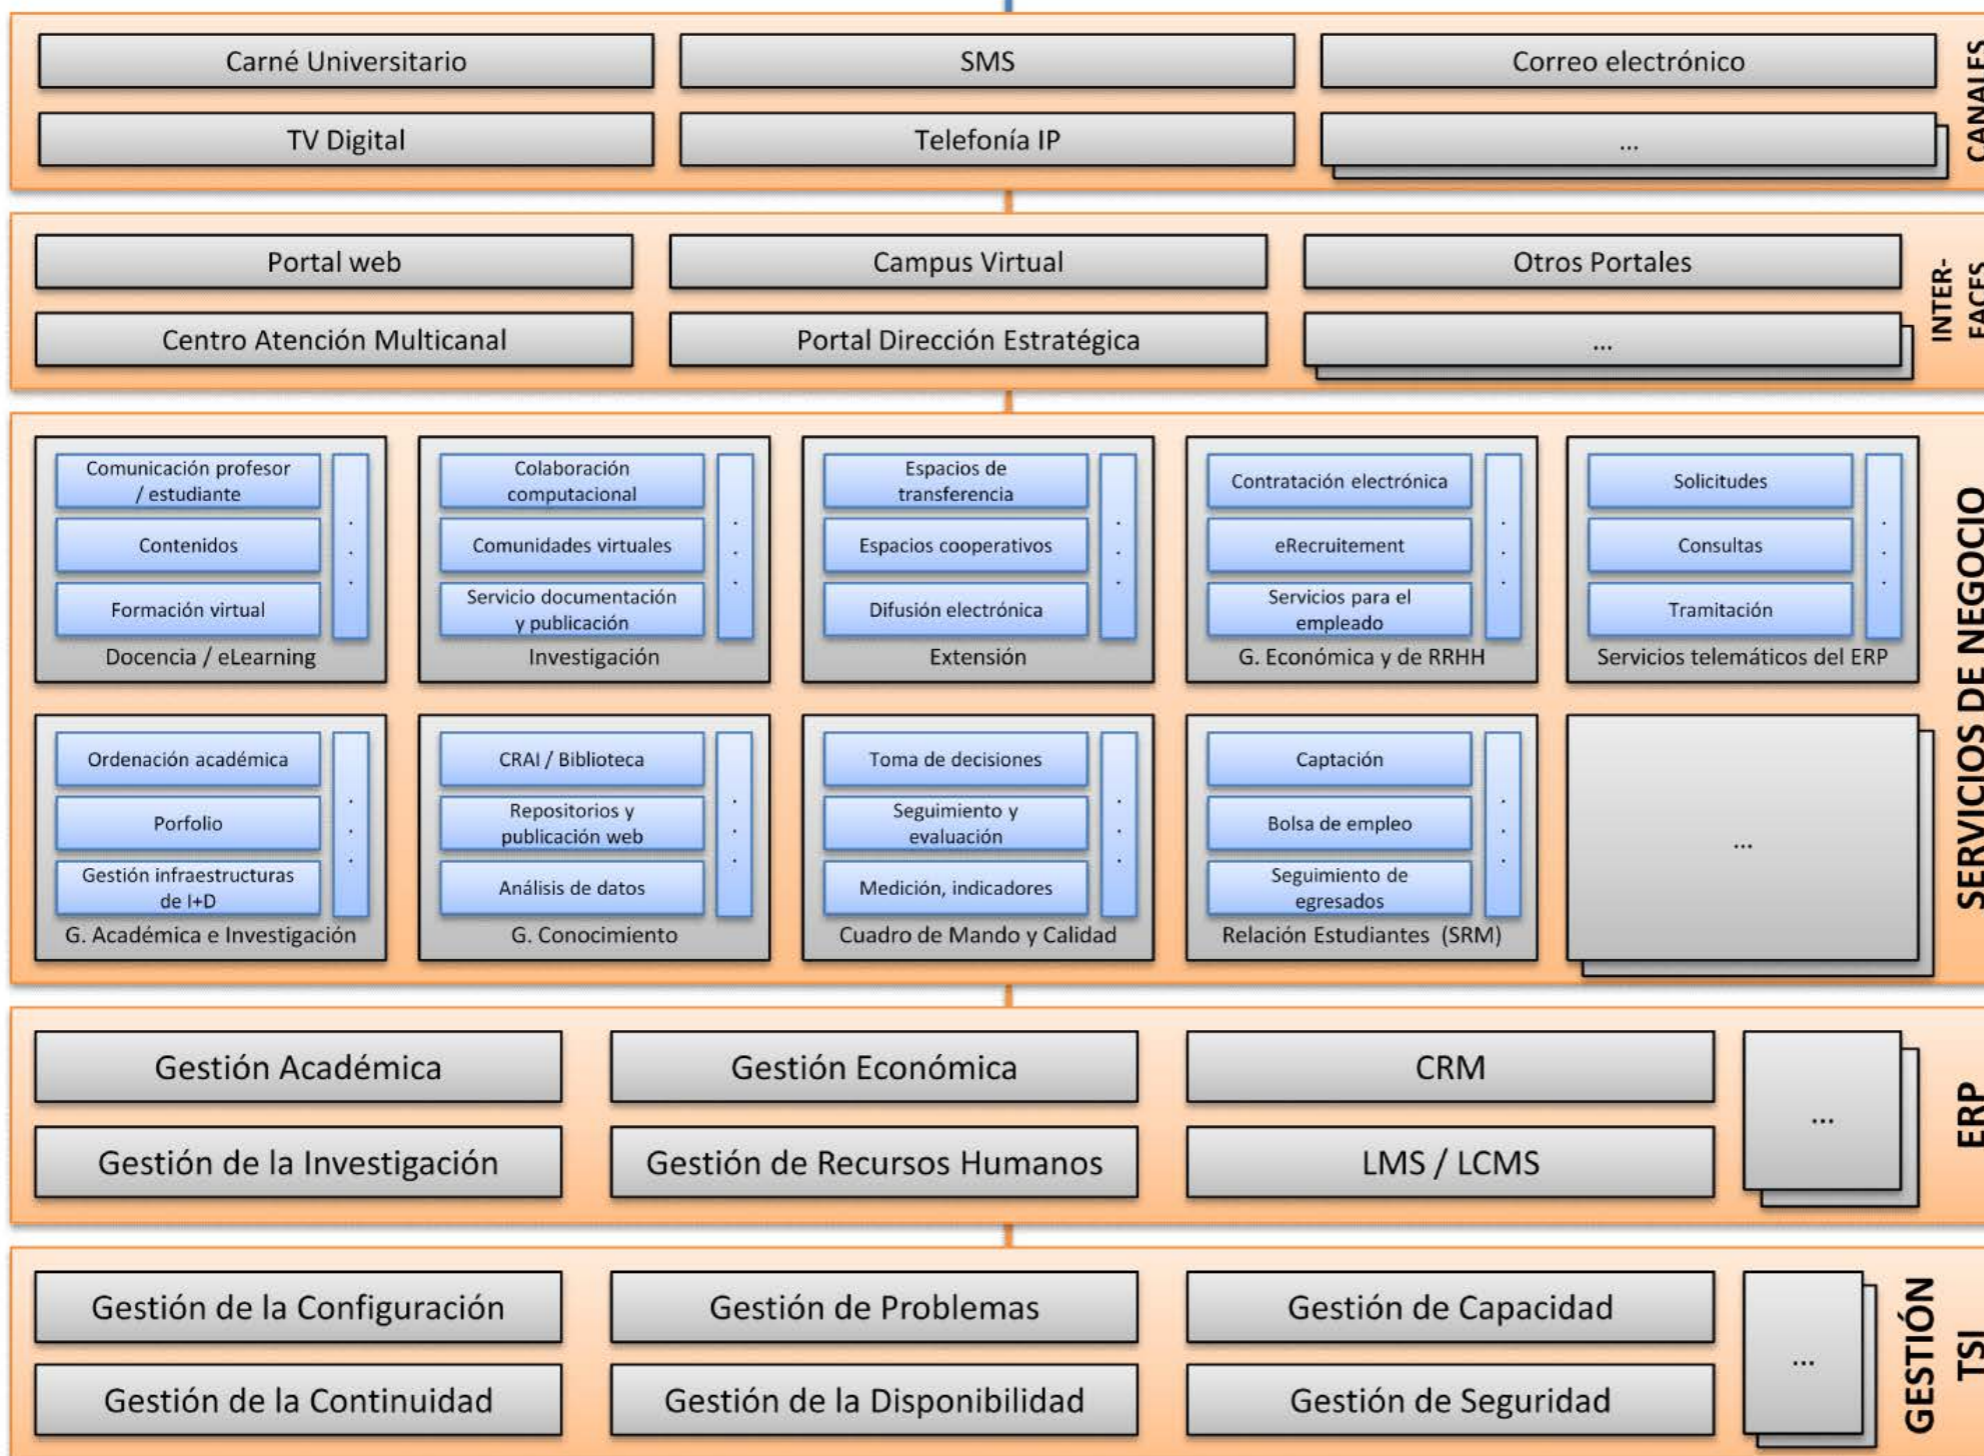 Carné Universitario
SMS
Correo electrónico
TV Digital
Telefonía IP
...
CANALES
Portal web
Campus Virtual
Otros Portales
Centro Atención Multicanal
Portal Dirección Estratégica
...
INTER-
FACES
Comunicación profesor
/ estudiante
Contenidos
Formación virtual
. . .
Docencia / eLearning
Colaboración
computacional
Comunidades virtuales
Servicio documentación
y publicación
. . .
Investigación
Espacios de
transferencia
Espacios cooperativos
Difusión electrónica
. . .
Extensión
Contratación electrónica
eRecruitement
Servicios para el
empleado
. . .
G. Económica y de RRHH
Solicitudes
Consultas
Tramitación
. . .
Servicios telemáticos del ERP
Ordenación académica
Porfolio
Gestión infraestructuras
de I+D
. . .
G. Académica e Investigación
CRAI / Biblioteca
Repositorios y
publicación web
Análisis de datos
. . .
G. Conocimiento
Toma de decisiones
Seguimiento y
evaluación
Medición, indicadores
. . .
Cuadro de Mando y Calidad
Captación
Bolsa de empleo
Seguimiento de
egresados
. . .
Relación Estudiantes (SRM)
...
SERVICIOS DE NEGOCIO
Gestión Académica
Gestión Económica
CRM
Gestión de la Investigación
Gestión de Recursos Humanos
LMS / LCMS
...
ERP
Gestión de la Configuración
Gestión de Problemas
Gestión de Capacidad
Gestión de la Continuidad
Gestión de la Disponibilidad
Gestión de Seguridad
...
GESTIÓN
TSI